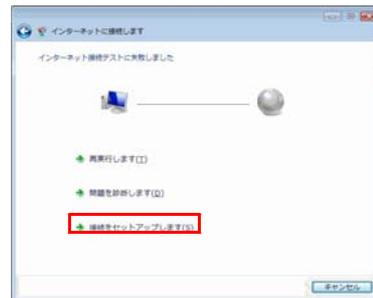 インターネットに接続します
インターネット接続テストに失敗しました
再実行します(T)
問題を診断します(D)
接続をセットアップします(S)
キャンセル